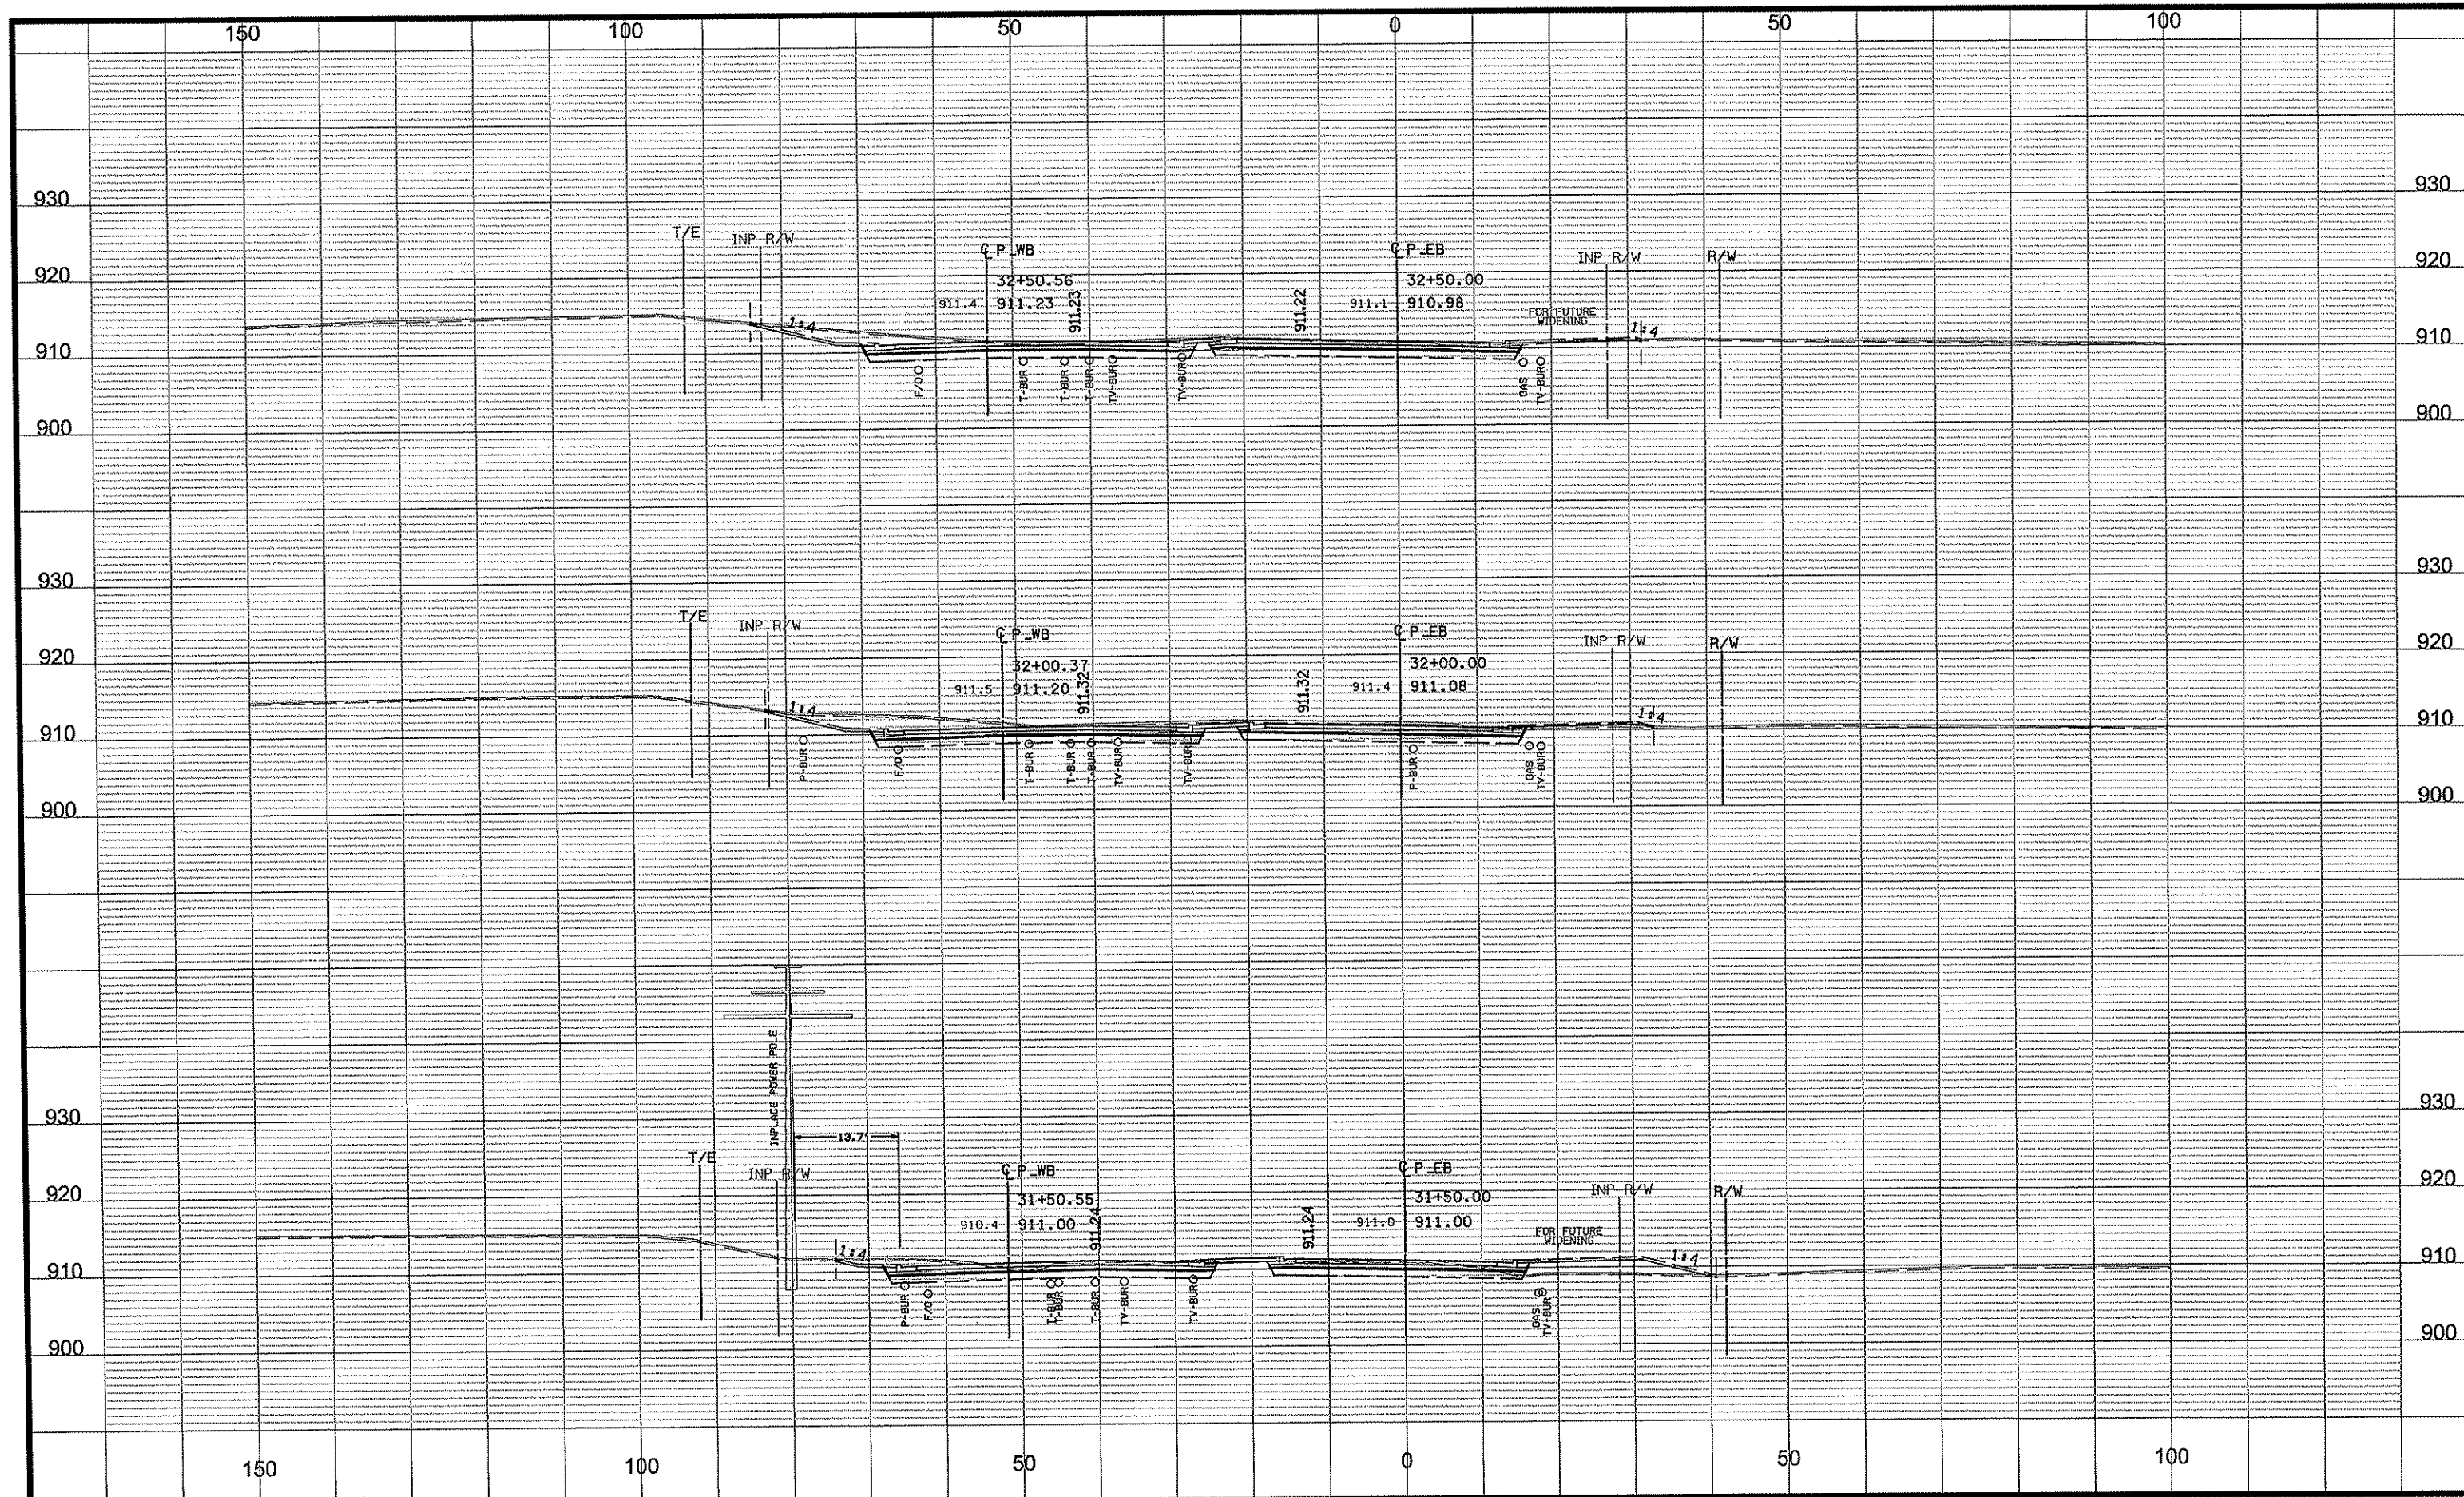 150 100 50 0 50 100
930 930
T/E
INP R/W
℄ P_WB
32+50.56
911.4 911.23
911.23
911.22
℄ P_EB
32+50.00
911.1 910.98
FOR FUTURE
WIDENING
INP R/W
R/W
920 920
1:4
1:4
910 910
F/O
T-BUR
T-BUR
T-BUR
TV-BUR
TV-BUR
GAS
TV-BUR
900 900
930 930
T/E
INP R/W
℄ P_WB
32+00.37
911.5 911.20
911.32
911.32
℄ P_EB
32+00.00
911.4 911.08
INP R/W
R/W
920 920
1:4
1:4
910 910
P-BUR
F/O
T-BUR
T-BUR
T-BUR
TV-BUR
TV-BUR
P-BUR
GAS
TV-BUR
900 900
INPLACE POWER POLE
930 930
13.7'
T/E
INP R/W
℄ P_WB
31+50.55
910.4 911.00
911.24
911.24
℄ P_EB
31+50.00
911.0 911.00
FOR FUTURE
WIDENING
INP R/W
R/W
920 920
1:4
1:4
910 910
P-BUR
F/O
T-BUR
T-BUR
T-BUR
TV-BUR
TV-BUR
GAS
TV-BUR
900 900
150 100 50 0 50 100